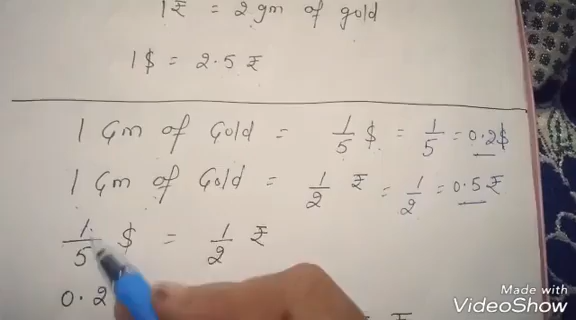 1₹ = 2 gm of gold
1$ = 2.5 ₹
1 Gm of Gold = 1/5 $ = 1/5 = 0.2$
1 Gm of Gold = 1/2 ₹ = 1/2 = 0.5 ₹
1/5 $ = 1/2 ₹
0.2 ₹
Made with
VideoShow